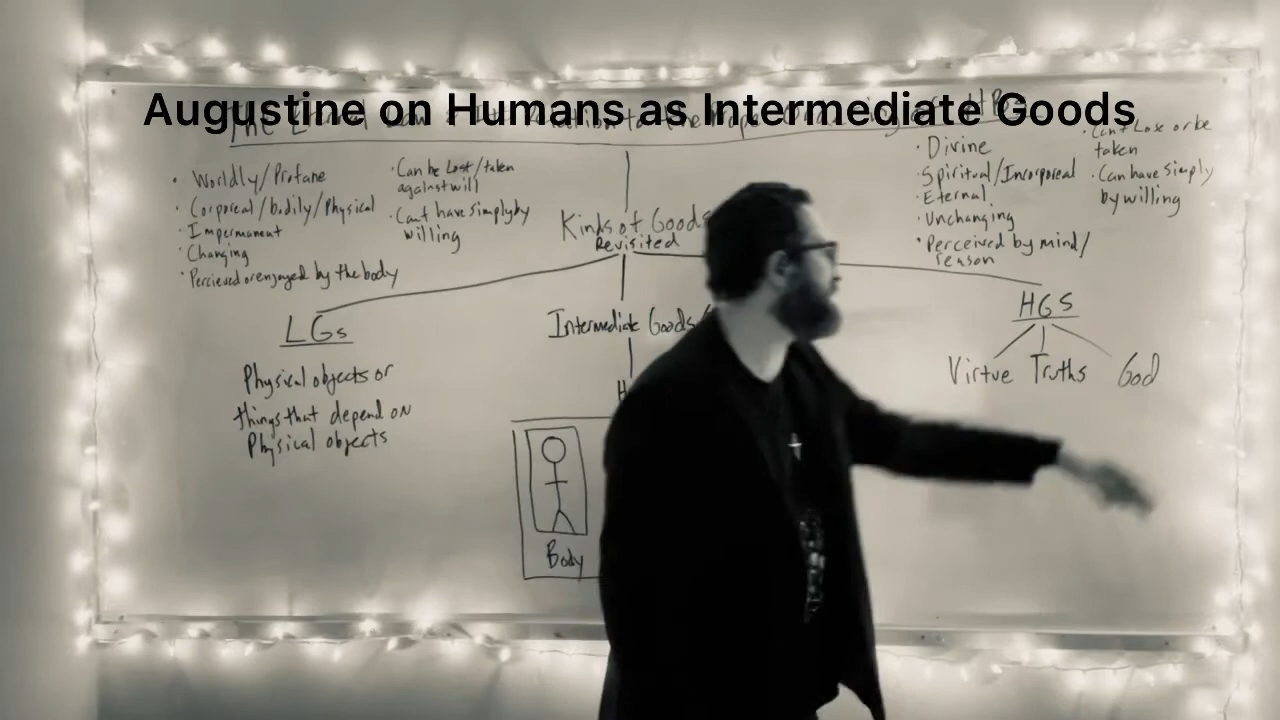 Augustine on Humans as Intermediate Goods
The
· Worldly/Profane
· Corporeal/bodily/Physical
· Impermanent
· Changing
· Percieved or engaged by the body
· Can be Lost/taken
against will
· Can't have simply by
willing
Kinds of Goods
Revisited
· Divine
· Spiritual/Incorporeal
· Eternal
· Unchanging
· Perceived by mind/
reason
· Can't Lose or be
taken
· Can have simply
by willing
LGs
Physical objects or
things that depend on
Physical objects
Intermediate Goods/
H
Body
HGS
Virtue Truths God